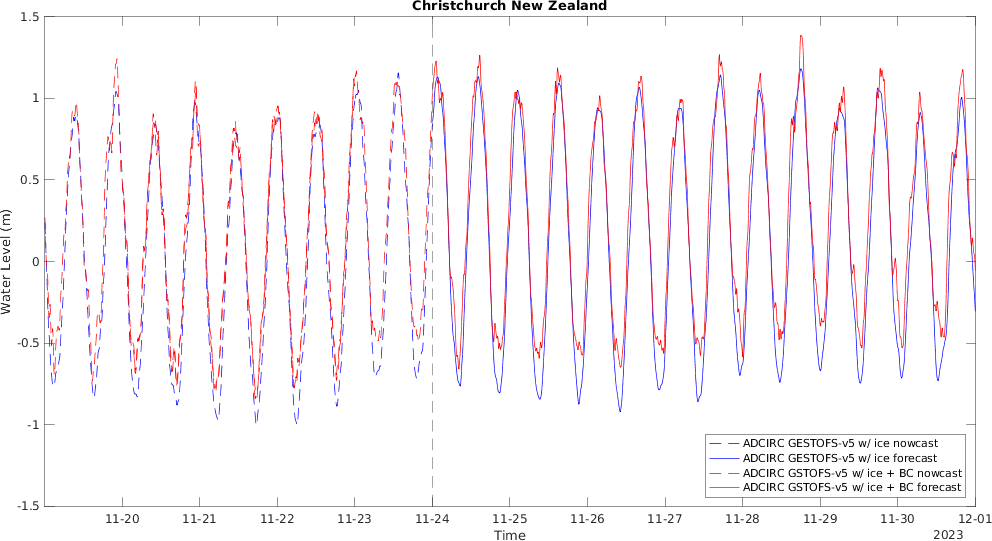 Christchurch New Zealand
1.5
1
0.5
0
-0.5
-1
-1.5
Water Level (m)
ADCIRC GESTOFS-v5 w/ ice nowcast
ADCIRC GESTOFS-v5 w/ ice forecast
ADCIRC GSTOFS-v5 w/ ice + BC nowcast
ADCIRC GSTOFS-v5 w/ ice + BC forecast
11-20 11-21 11-22 11-23 11-24 11-25 11-26 11-27 11-28 11-29 11-30 12-01
Time 2023